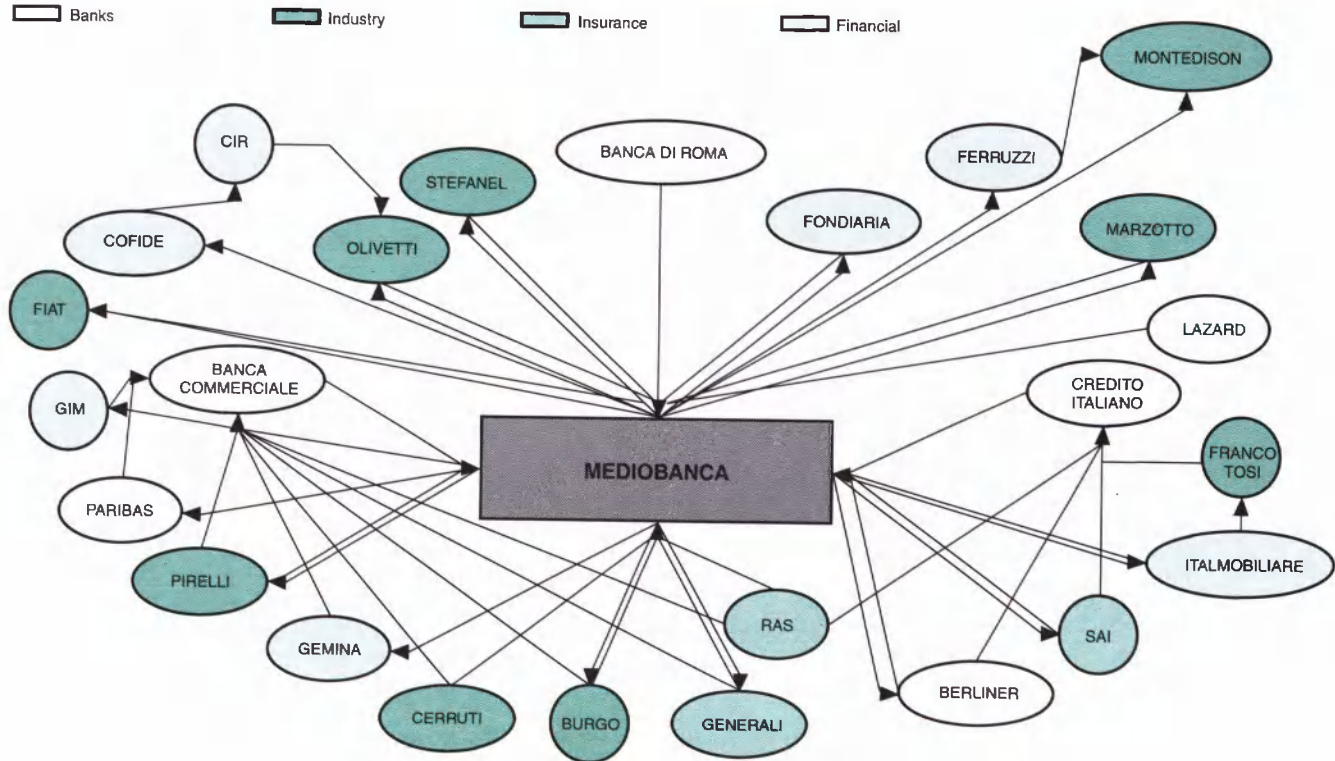 Banks
Industry
Insurance
Financial
MONTEDISON
CIR
BANCA DI ROMA
FERRUZZI
STEFANEL
FONDIARIA
COFIDE
OLIVETTI
MARZOTTO
FIAT
LAZARD
BANCA
COMMERCIALE
CREDITO
ITALIANO
GIM
FRANCO
TOSI
MEDIOBANCA
PARIBAS
ITALMOBILIARE
PIRELLI
RAS
SAI
GEMINA
BERLINER
CERRUTI
BURGO
GENERALI